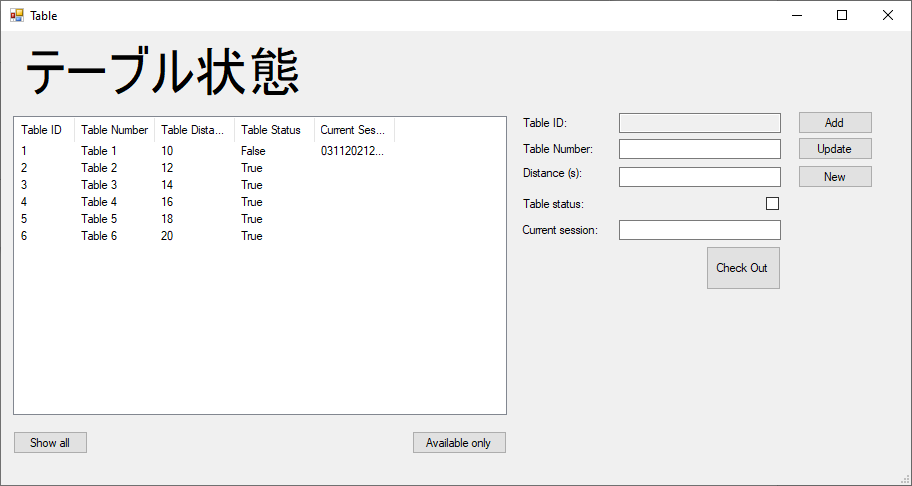 Table
テーブル状態
Table ID Table Number Table Dista... Table Status Current Ses...
1 Table 1 10 False 031120212...
2 Table 2 12 True
3 Table 3 14 True
4 Table 4 16 True
5 Table 5 18 True
6 Table 6 20 True
Show all
Available only
Table ID:
Add
Table Number:
Update
Distance (s):
New
Table status:
Current session:
Check Out